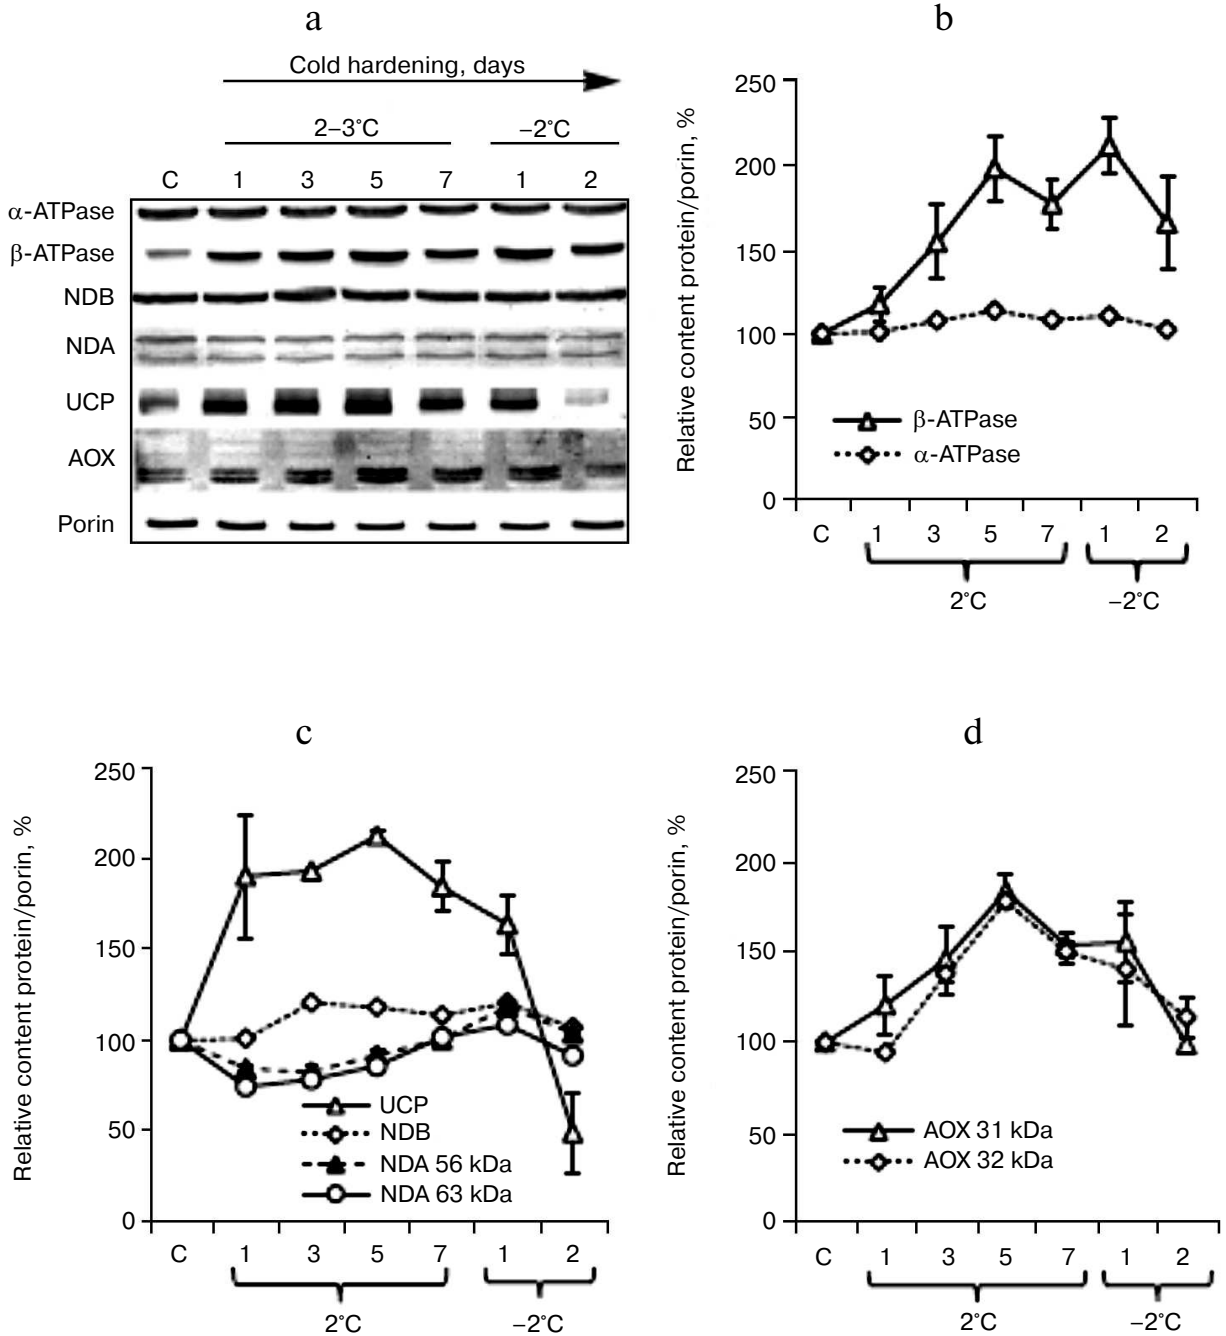 a
Cold hardening, days
2–3°C –2°C
C 1 3 5 7 1 2
α-ATPase
β-ATPase
NDB
NDA
UCP
AOX
Porin
b
Relative content protein/porin, %
250
200
150
100
50
0
β-ATPase
α-ATPase
C 1 3 5 7 1 2
2°C –2°C
c
Relative content protein/porin, %
250
200
150
100
50
0
UCP
NDB
NDA 56 kDa
NDA 63 kDa
C 1 3 5 7 1 2
2°C –2°C
d
Relative content protein/porin, %
250
200
150
100
50
0
AOX 31 kDa
AOX 32 kDa
C 1 3 5 7 1 2
2°C –2°C